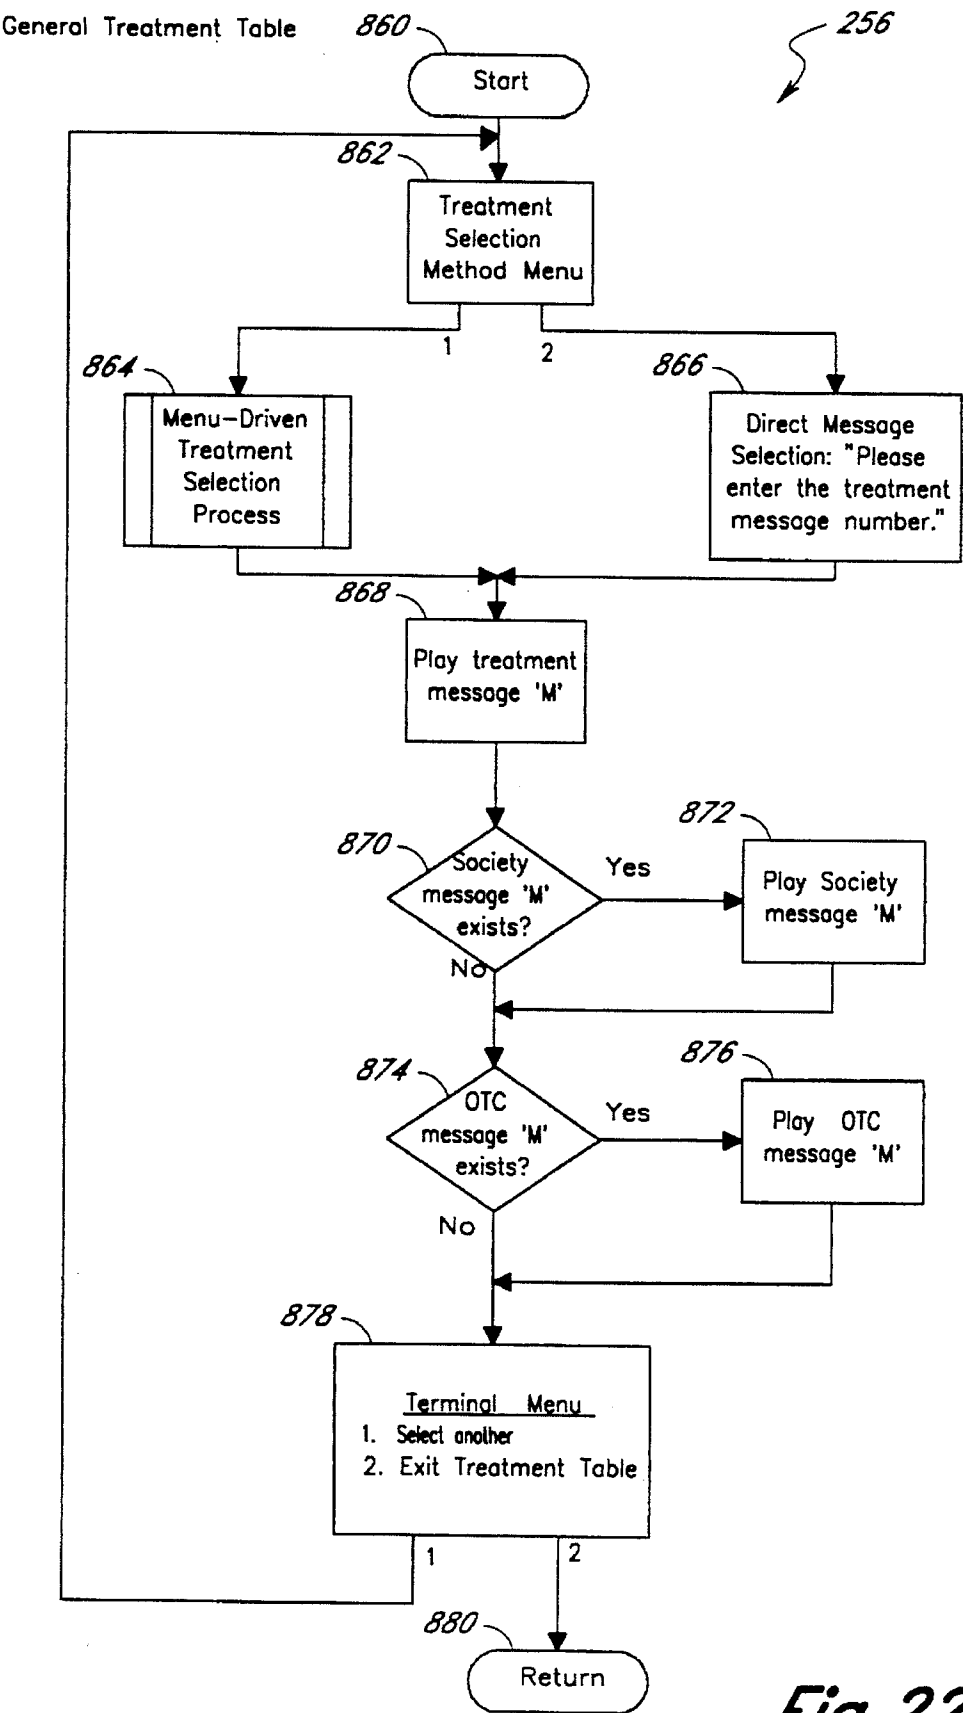 General Treatment Table
860
256
Start
862
Treatment
Selection
Method Menu
1
2
864
866
Menu-Driven
Treatment
Selection
Process
Direct Message
Selection: "Please
enter the treatment
message number."
868
Play treatment
message 'M'
870
Society
message 'M'
exists?
Yes
872
Play Society
message 'M'
No
874
OTC
message 'M'
exists?
Yes
876
Play OTC
message 'M'
No
878
Terminal Menu
1. Select another
2. Exit Treatment Table
1
2
880
Return